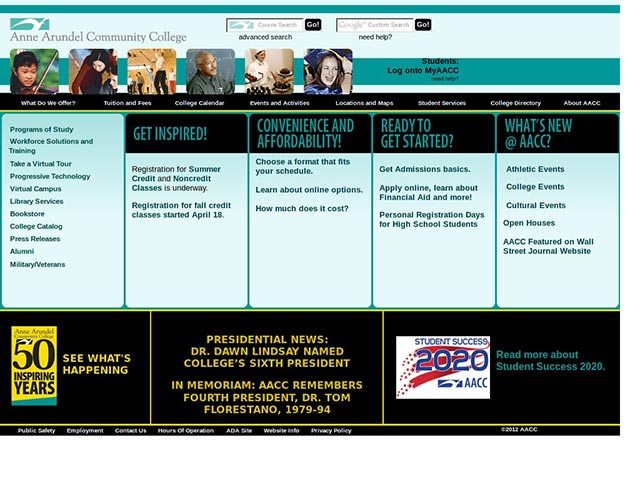 Course Search
Go!
Google™ Custom Search
Go!
Anne Arundel Community College
advanced search
need help?
Students:
Log onto MyAACC
need help?
What Do We Offer?
Tuition and Fees
College Calendar
Events and Activities
Locations and Maps
Student Services
College Directory
About AACC
Programs of Study
Workforce Solutions and
Training
Take a Virtual Tour
Progressive Technology
Virtual Campus
Library Services
Bookstore
College Catalog
Press Releases
Alumni
Military/Veterans
GET INSPIRED!
Registration for Summer
Credit and Noncredit
Classes is underway.
Registration for fall credit
classes started April 18.
CONVENIENCE AND
AFFORDABILITY!
Choose a format that fits
your schedule.
Learn about online options.
How much does it cost?
READY TO
GET STARTED?
Get Admissions basics.
Apply online, learn about
Financial Aid and more!
Personal Registration Days
for High School Students
WHAT'S NEW
@ AACC?
Athletic Events
College Events
Cultural Events
Open Houses
AACC Featured on Wall
Street Journal Website
Anne Arundel
Community College
50
INSPIRING
YEARS
SEE WHAT'S
HAPPENING
PRESIDENTIAL NEWS:
DR. DAWN LINDSAY NAMED
COLLEGE'S SIXTH PRESIDENT
IN MEMORIAM: AACC REMEMBERS
FOURTH PRESIDENT, DR. TOM
FLORESTANO, 1979-94
STUDENT SUCCESS
2020
AACC
Read more about
Student Success 2020.
Public Safety
Employment
Contact Us
Hours Of Operation
ADA Site
Website Info
Privacy Policy
©2012 AACC